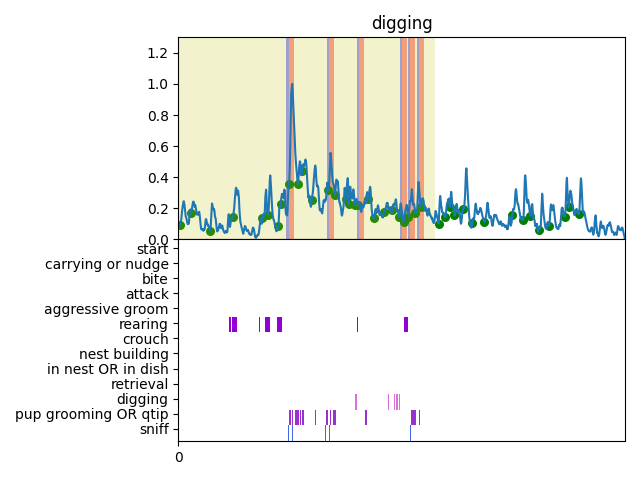 digging
1.2
1.0
0.8
0.6
0.4
0.2
0.0
start
carrying or nudge
bite
attack
aggressive groom
rearing
crouch
nest building
in nest OR in dish
retrieval
digging
pup grooming OR qtip
sniff
0